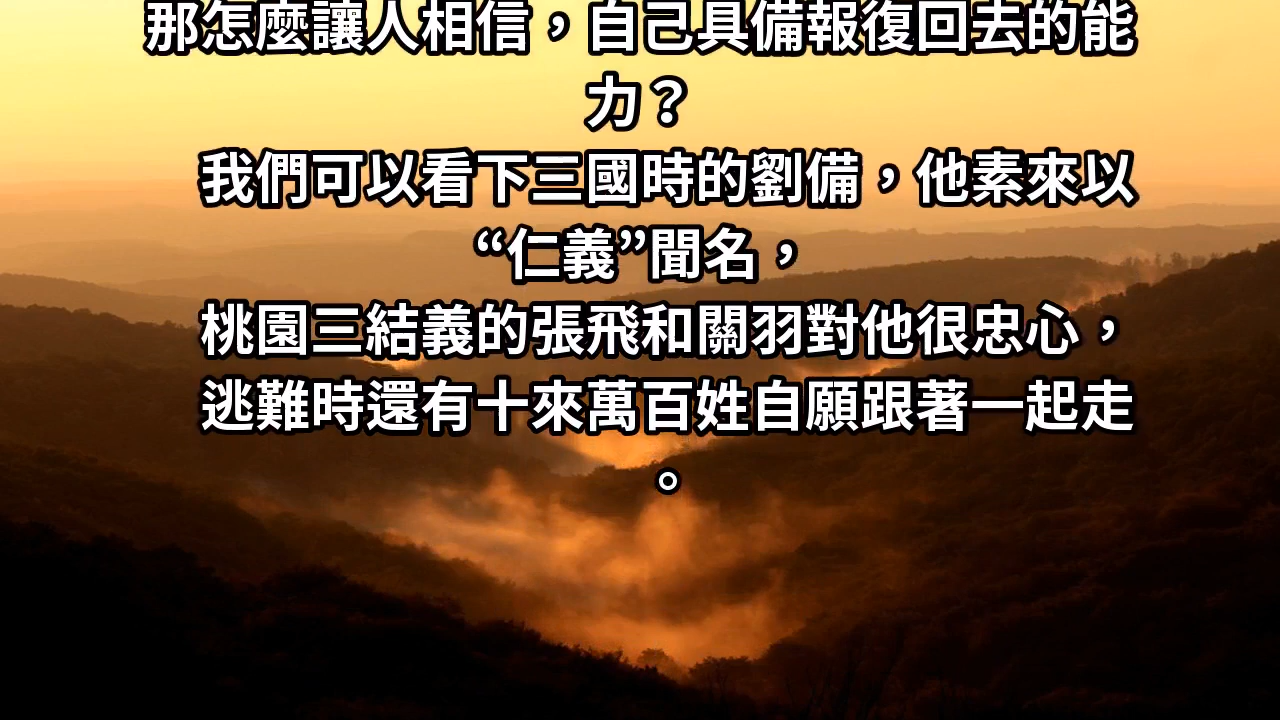 那怎麼讓人相信，自己具備報復回去的能
力？
我們可以看下三國時的劉備，他素來以
“仁義”聞名，
桃園三結義的張飛和關羽對他很忠心，
逃難時還有十來萬百姓自願跟著一起走
。